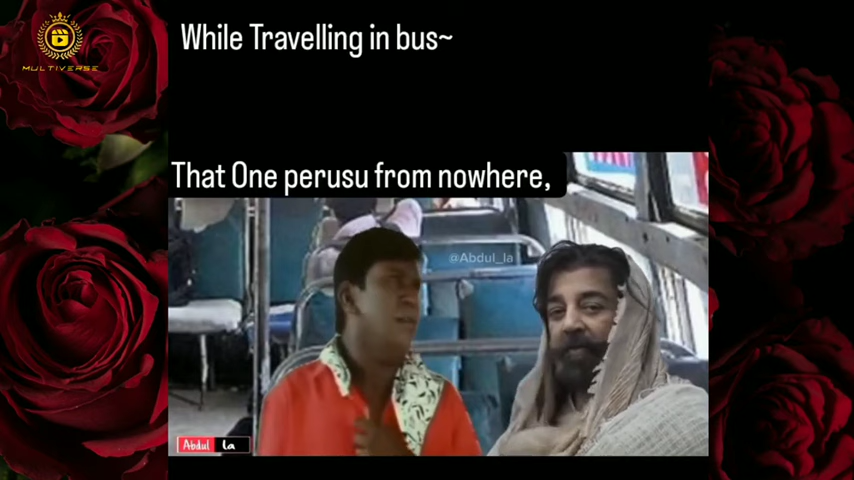 MULTIVERSE
While Travelling in bus~
That One perusu from nowhere,
@Abdul_la
Abdul la